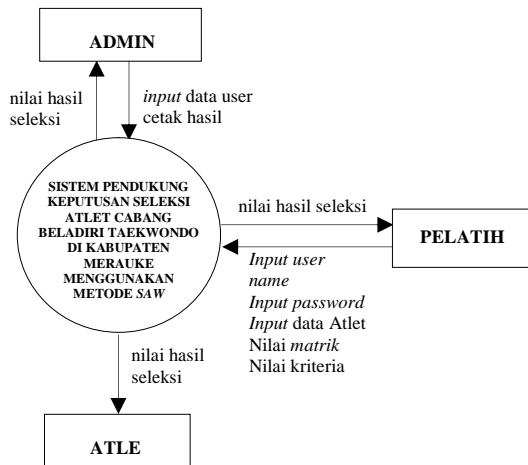 ADMIN
nilai hasil
seleksi
input data user
cetak hasil
SISTEM PENDUKUNG
KEPUTUSAN SELEKSI
ATLET CABANG
BELADIRI TAEKWONDO
DI KABUPATEN
MERAUKE
MENGGUNAKAN
METODE SAW
nilai hasil seleksi
PELATIH
Input user
name
Input password
Input data Atlet
Nilai matrik
Nilai kriteria
nilai hasil
seleksi
ATLE